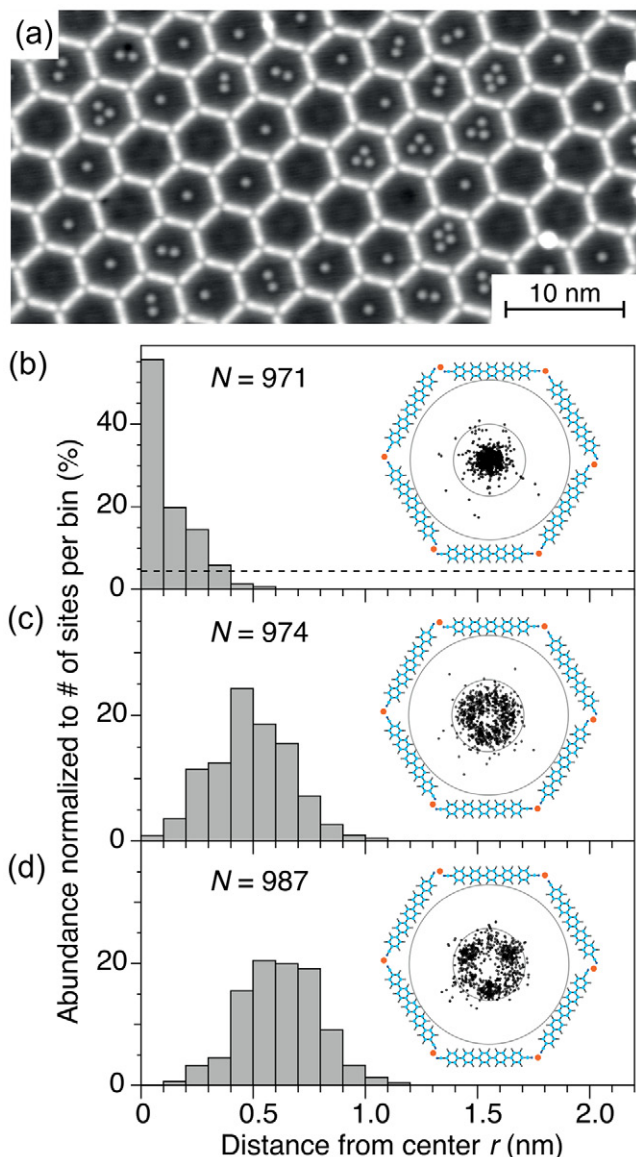 (a)
10 nm
Abundance normalized to # of sites per bin (%)
(b)
N = 971
40
20
0
(c)
N = 974
20
0
(d)
N = 987
20
0
0
0.5
1.0
1.5
2.0
Distance from center r (nm)